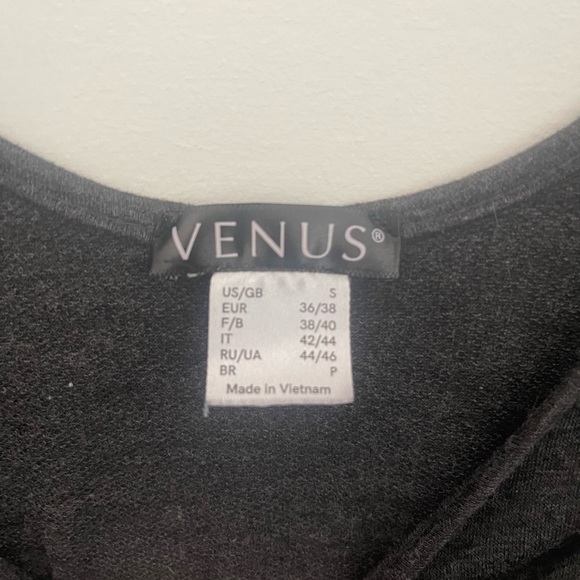 VENUS®
US/GB S
EUR 36/38
F/B 38/40
IT 42/44
RU/UA 44/46
BR P
Made in Vietnam